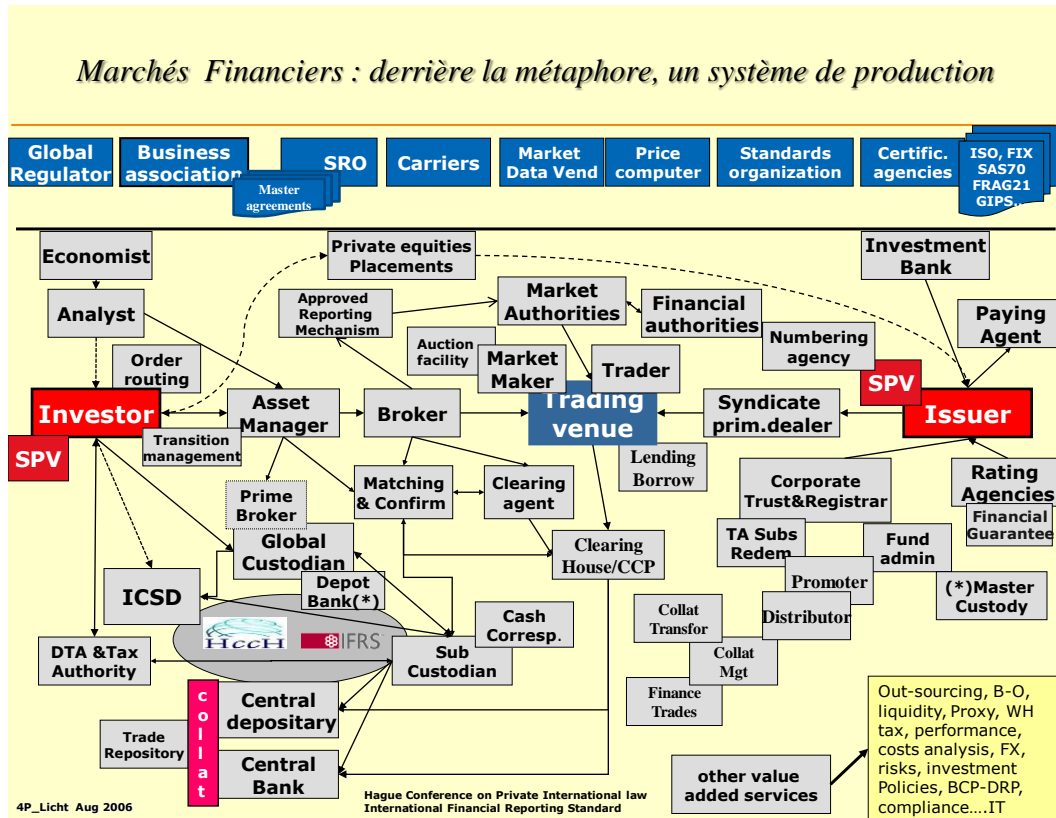 Marchés Financiers : derrière la métaphore, un système de production
Global
Regulator
Business
association
SRO
Master
agreements
Carriers
Market
Data Vend
Price
computer
Standards
organization
Certific.
agencies
ISO, FIX
SAS70
FRAG21
GIPS...
Economist
Private equities
Placements
Investment
Bank
Analyst
Approved
Reporting
Mechanism
Market
Authorities
Financial
authorities
Paying
Agent
Numbering
agency
Order
routing
Auction
facility
Market
Maker
Trader
SPV
Investor
Asset
Manager
Broker
Trading
venue
Syndicate
prim.dealer
Issuer
SPV
Transition
management
Lending
Borrow
Prime
Broker
Matching
& Confirm
Clearing
agent
Corporate
Trust&Registrar
Rating
Agencies
Financial
Guarantee
Global
Custodian
Clearing
House/CCP
TA Subs
Redem
Fund
admin
ICSD
Depot
Bank(*)
Promoter
(*)Master
Custody
HccH
IFRS
Cash
Corresp.
Collat
Transfor
Distributor
DTA &Tax
Authority
Sub
Custodian
Collat
Mgt
collat
Central
depositary
Finance
Trades
Trade
Repository
Central
Bank
other value
added services
Out-sourcing, B-O,
liquidity, Proxy, WH
tax, performance,
costs analysis, FX,
risks, investment
Policies, BCP-DRP,
compliance....IT
4P_Licht Aug 2006
Hague Conference on Private International law
International Financial Reporting Standard